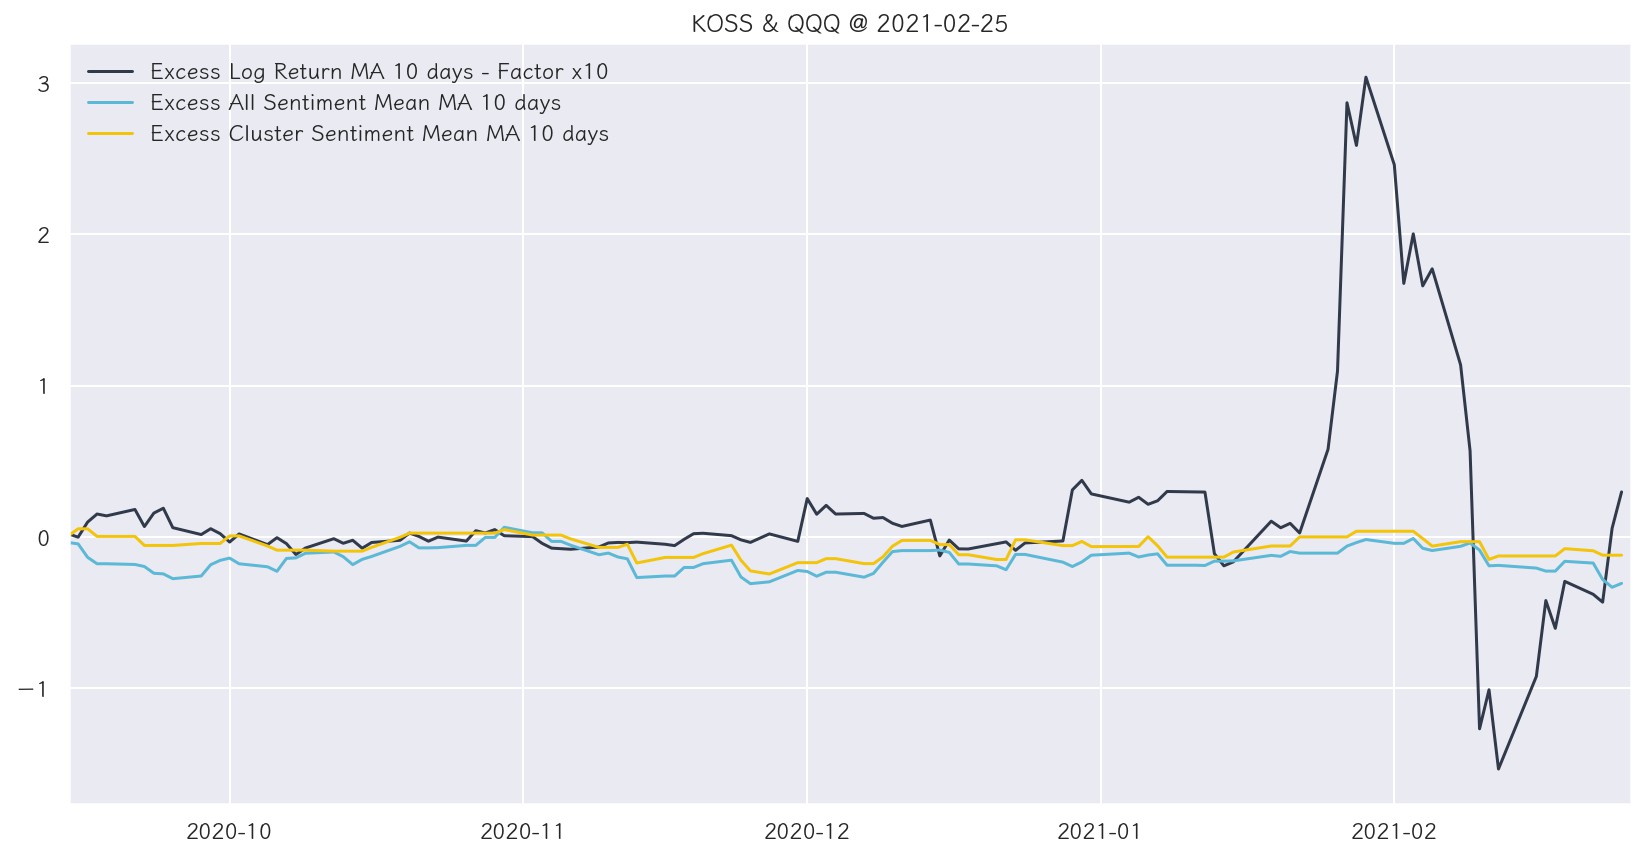 KOSS & QQQ @ 2021-02-25
Excess Log Return MA 10 days - Factor x10
Excess All Sentiment Mean MA 10 days
Excess Cluster Sentiment Mean MA 10 days
3
2
1
0
−1
2020-10 2020-11 2020-12 2021-01 2021-02